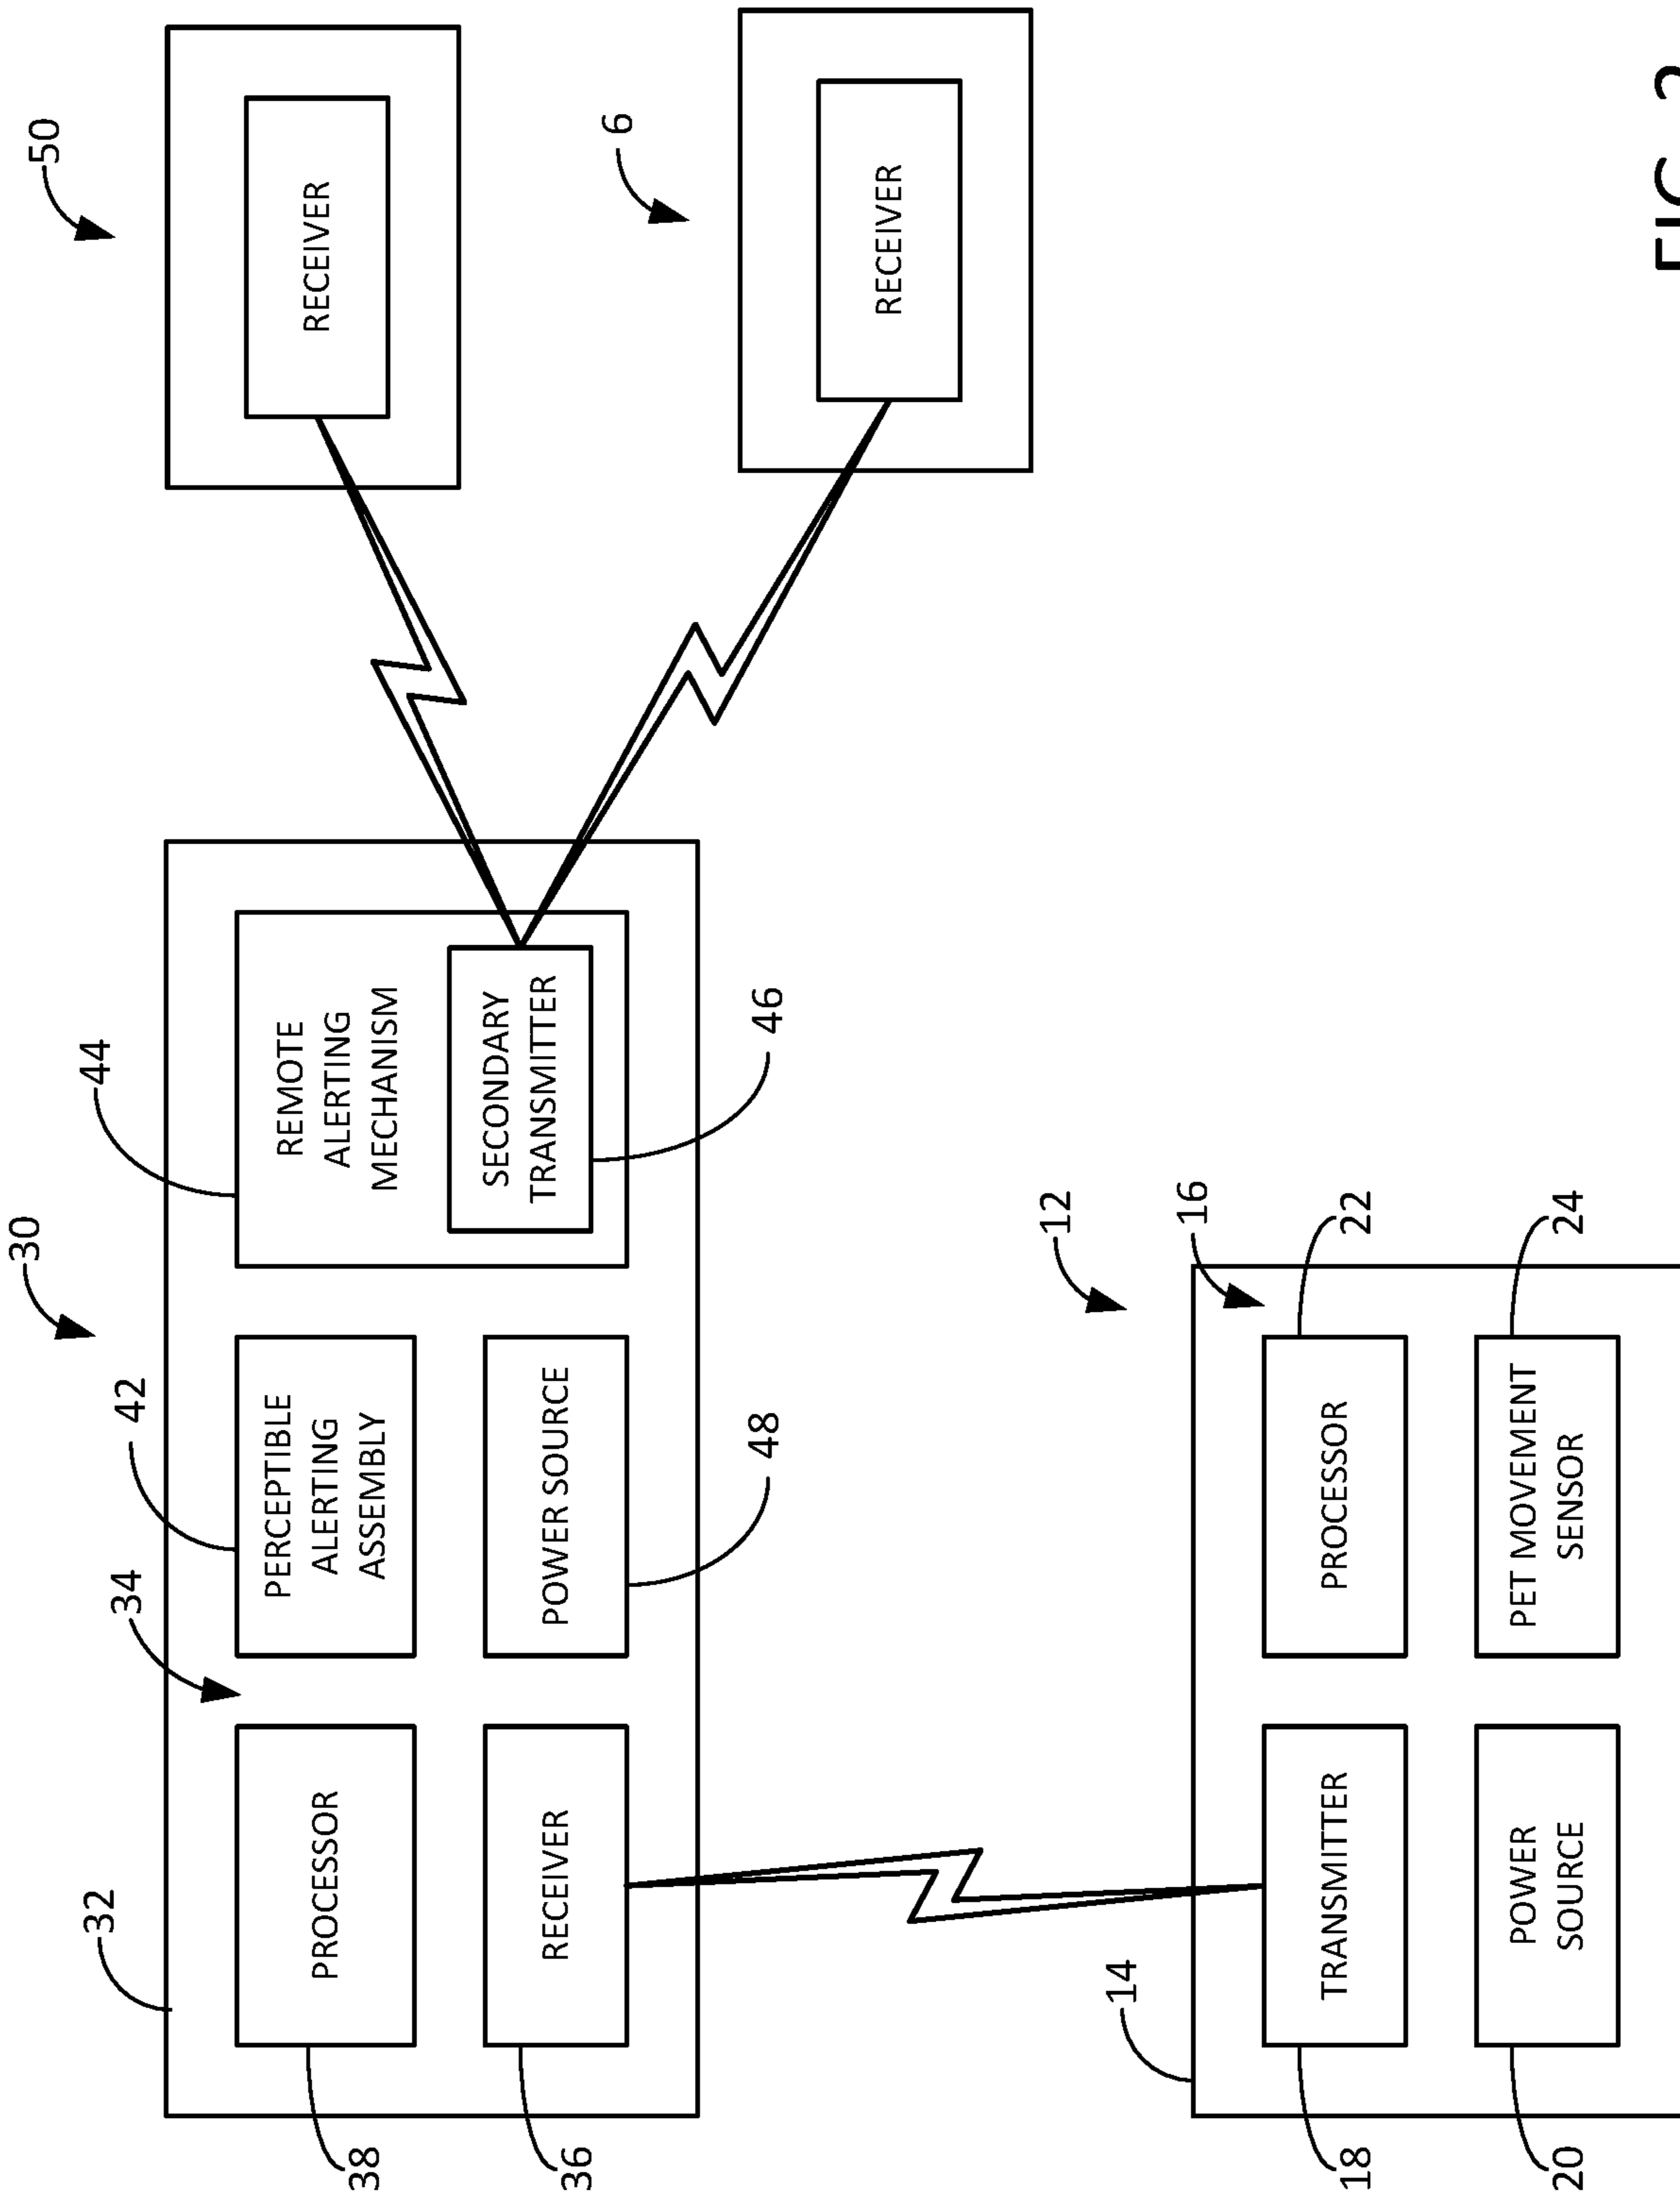 30
50
32
34
42
44
PROCESSOR
PERCEPTIBLE
ALERTING
ASSEMBLY
REMOTE
ALERTING
MECHANISM
RECEIVER
38
RECEIVER
POWER SOURCE
SECONDARY
TRANSMITTER
36
48
46
6
RECEIVER
12
14
16
TRANSMITTER
PROCESSOR
18
22
POWER
SOURCE
PET MOVEMENT
SENSOR
20
24
FIG